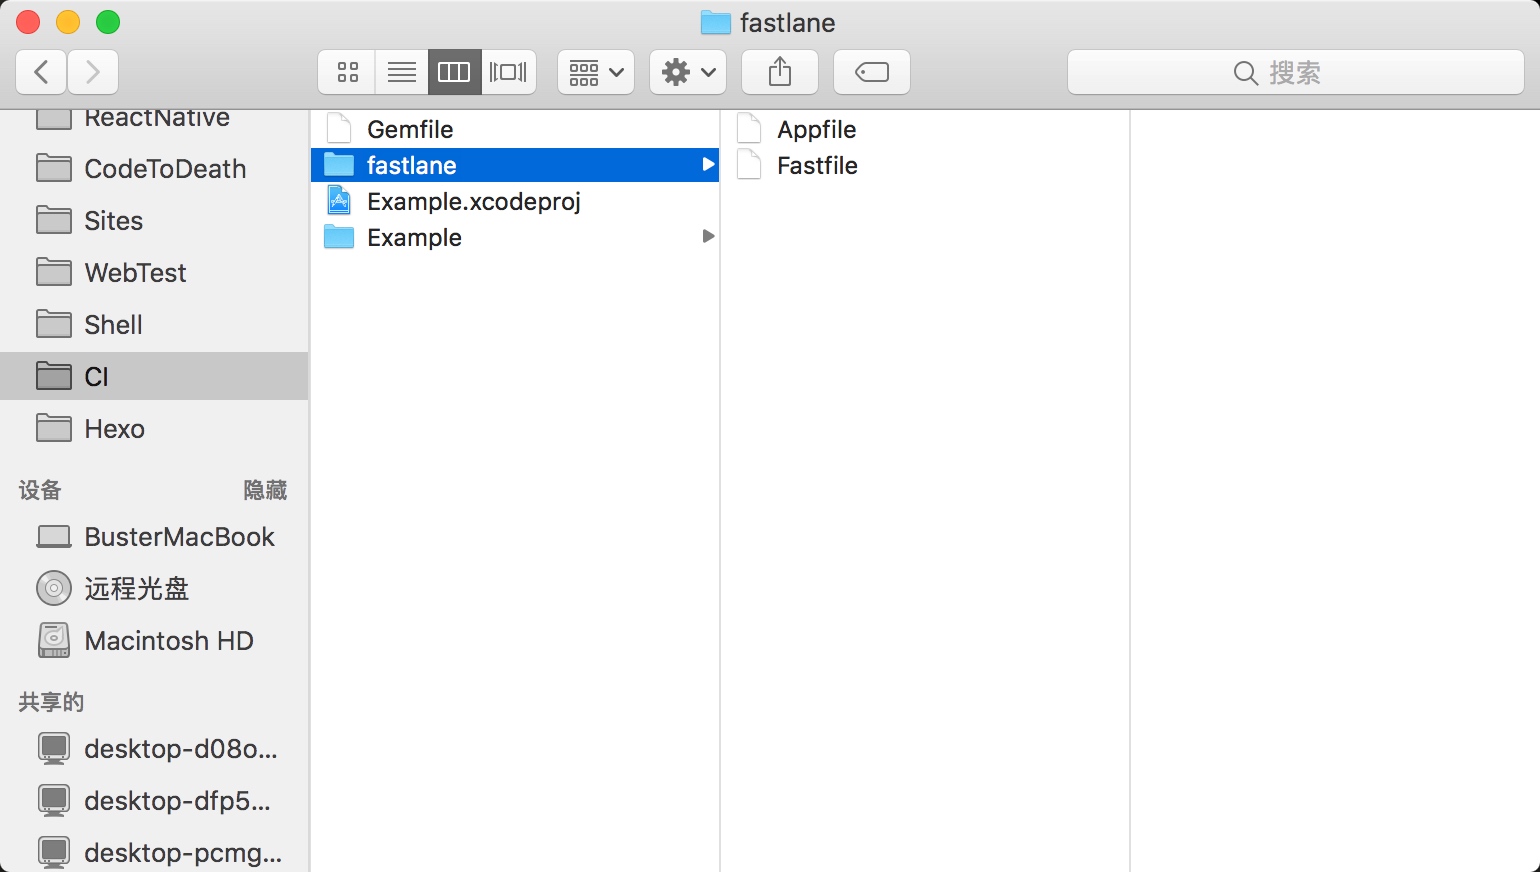 fastlane
搜索
ReactNative
CodeToDeath
Sites
WebTest
Shell
CI
Hexo
设备 隐藏
BusterMacBook
远程光盘
Macintosh HD
共享的
desktop-d08o...
desktop-dfp5...
desktop-pcmg...
Gemfile
fastlane
Example.xcodeproj
Example
Appfile
Fastfile